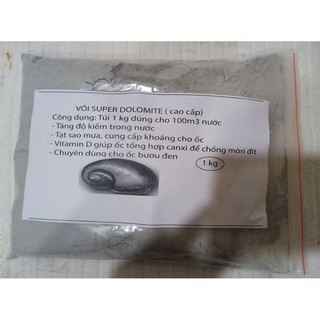 VÔI SUPER DOLOMITE ( cao cấp)
Công dụng: Túi 1 kg dùng cho 100m3 nước
- Tăng độ kiềm trong nước
- Tạt sao mưa, cung cấp khoáng cho ốc
- Vitamin D giúp ốc tổng hợp canxi để chống mòn đít
- Chuyên dùng cho ốc bươu đen
1 kg